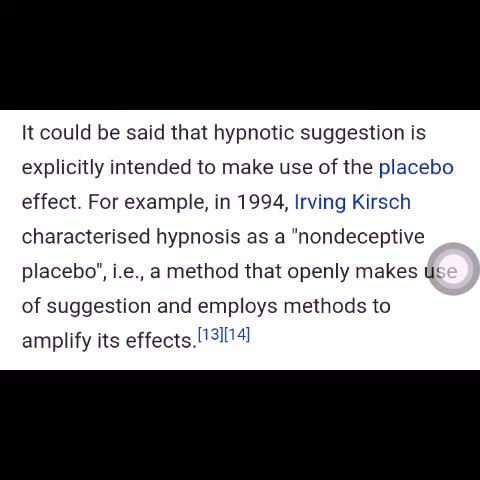 It could be said that hypnotic suggestion is
explicitly intended to make use of the placebo
effect. For example, in 1994, Irving Kirsch
characterised hypnosis as a "nondeceptive
placebo", i.e., a method that openly makes use
of suggestion and employs methods to
amplify its effects.[13][14]